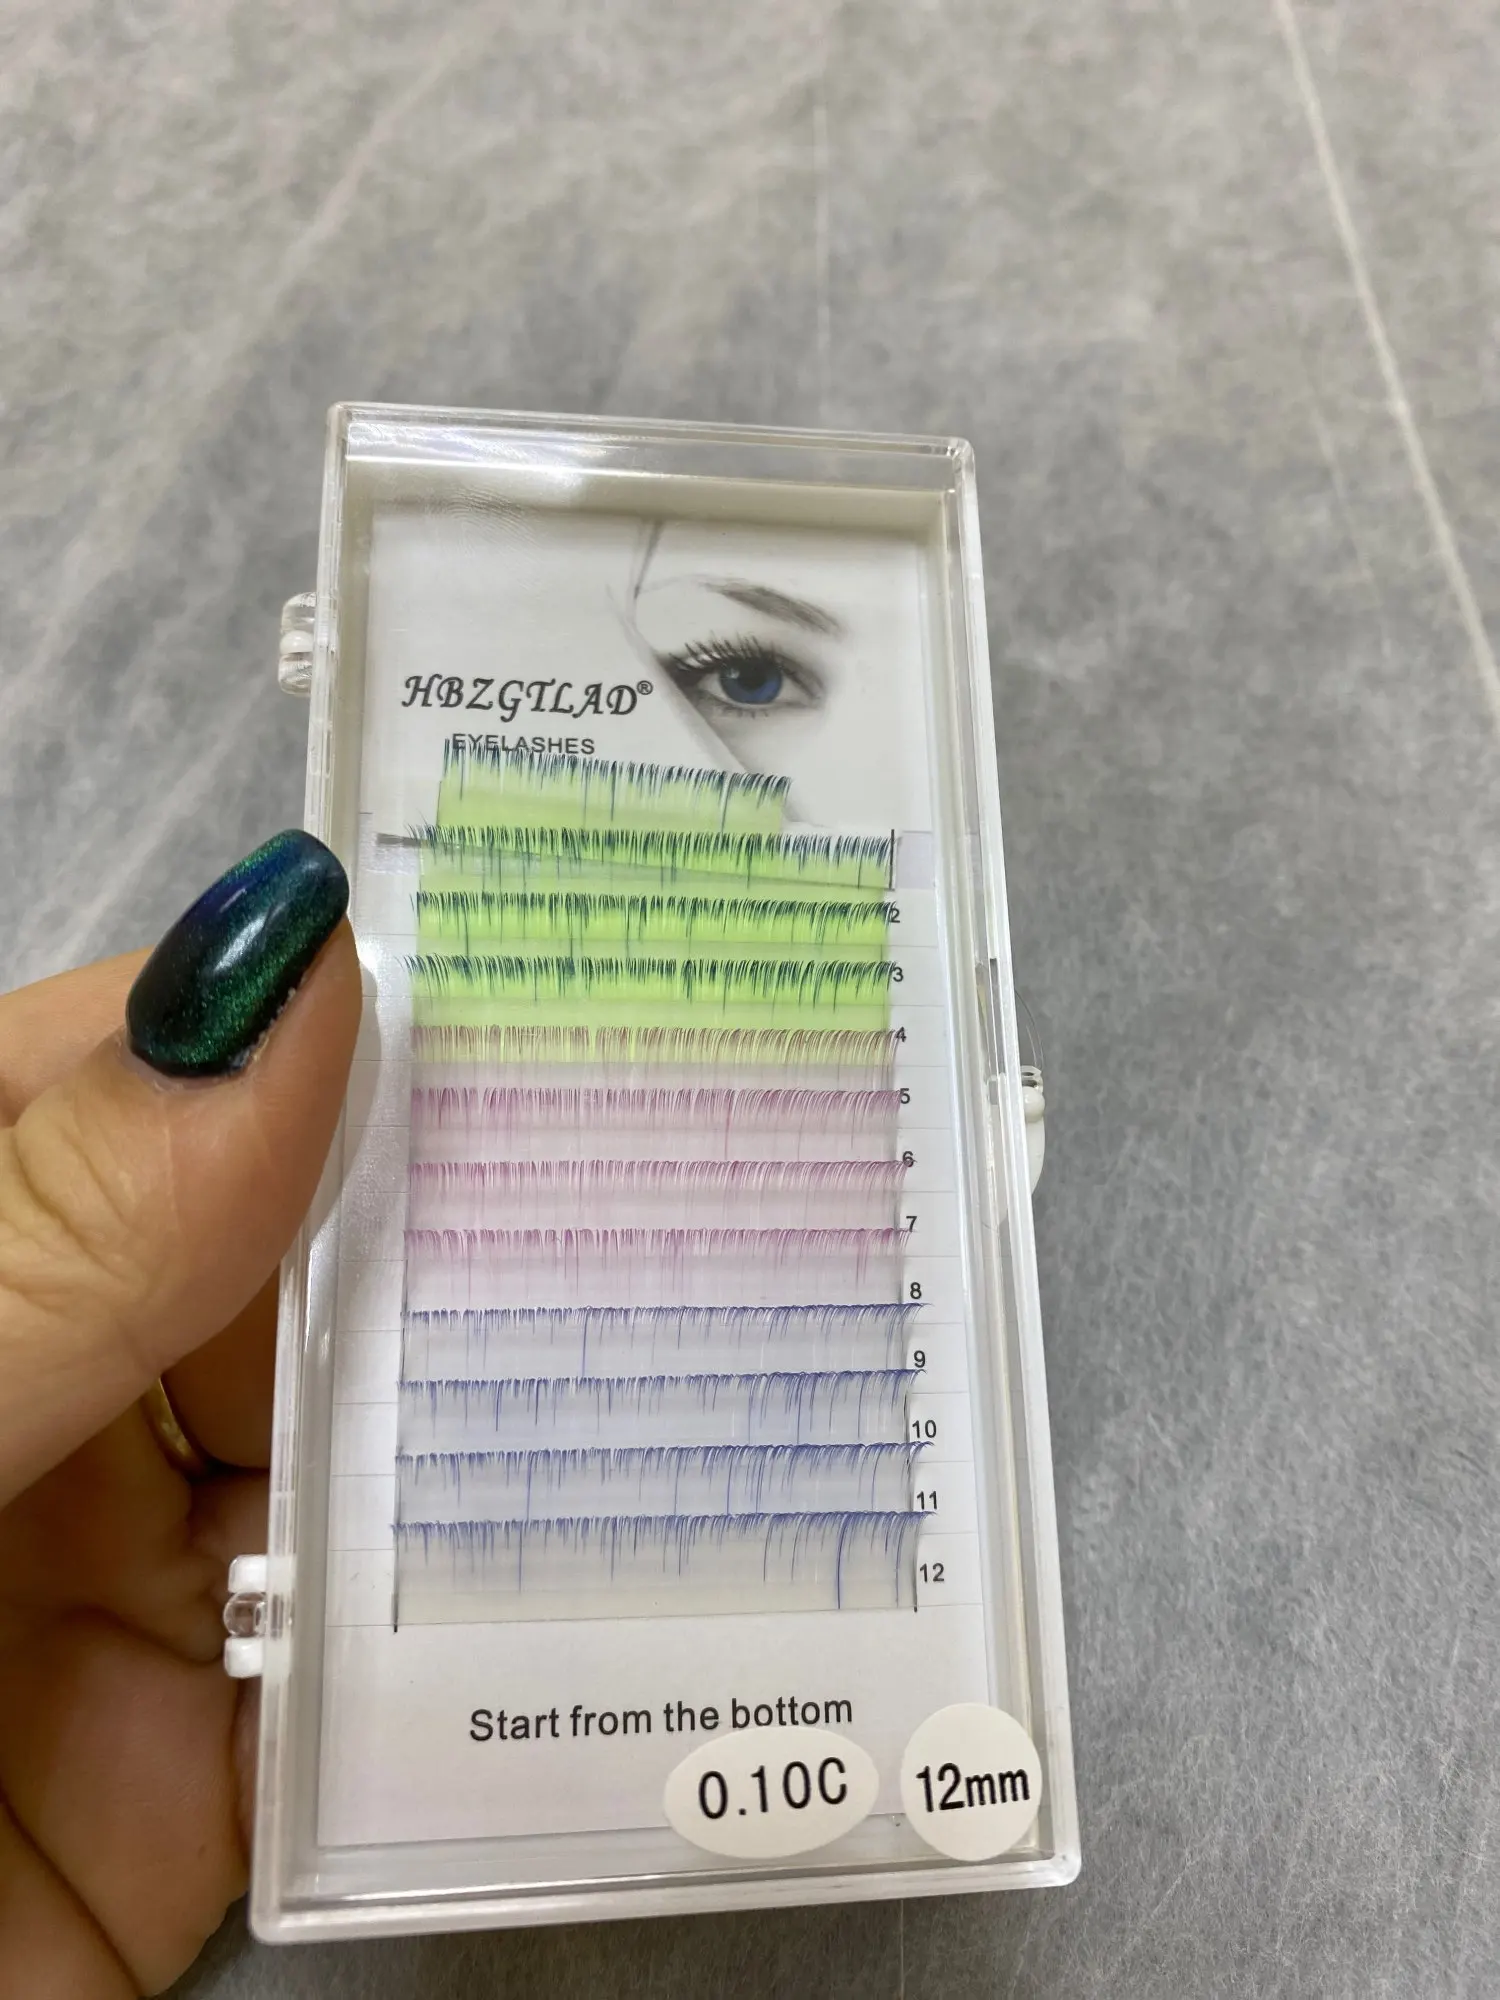 HBZGTLAD®
EYELASHES
2
3
4
5
6
7
8
9
10
11
12
Start from the bottom
0.10C
12mm